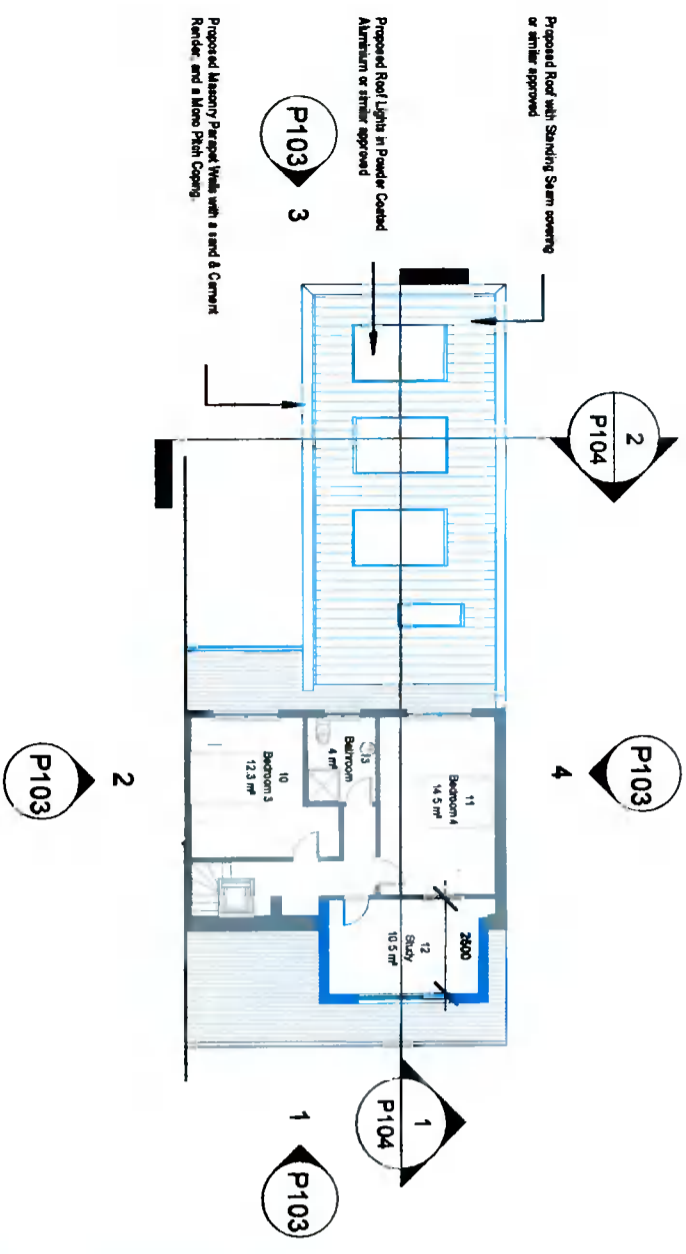 Proposed Roof with Standing Seam covering
or similar approved
Proposed Roof Lights in Powder Coated
Aluminium or similar approved
P103
3
Proposed Masonry Parapet Walls with a sand & Cement
Render, and a Mono Pitch Coping.
2
P104
4
P103
2
P103
10
Bedroom 3
12.3 m²
13
Bathroom
4 m²
11
Bedroom 4
14.5 m²
12
Study
10.5 m²
2600
1
P104
1
P103